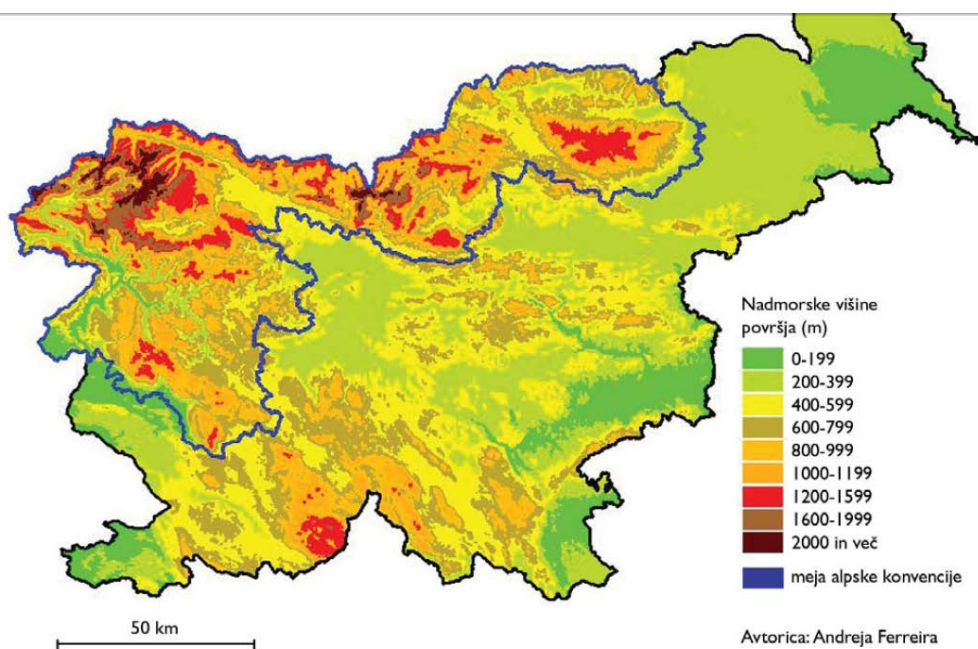 Nadmorske višine
površja (m)
0-199
200-399
400-599
600-799
800-999
1000-1199
1200-1599
1600-1999
2000 in več
meja alpske konvencije
50 km
Avtorica: Andreja Ferreira